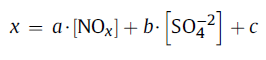 x = a·[NOₓ] + b·[SO₄⁻²] + c